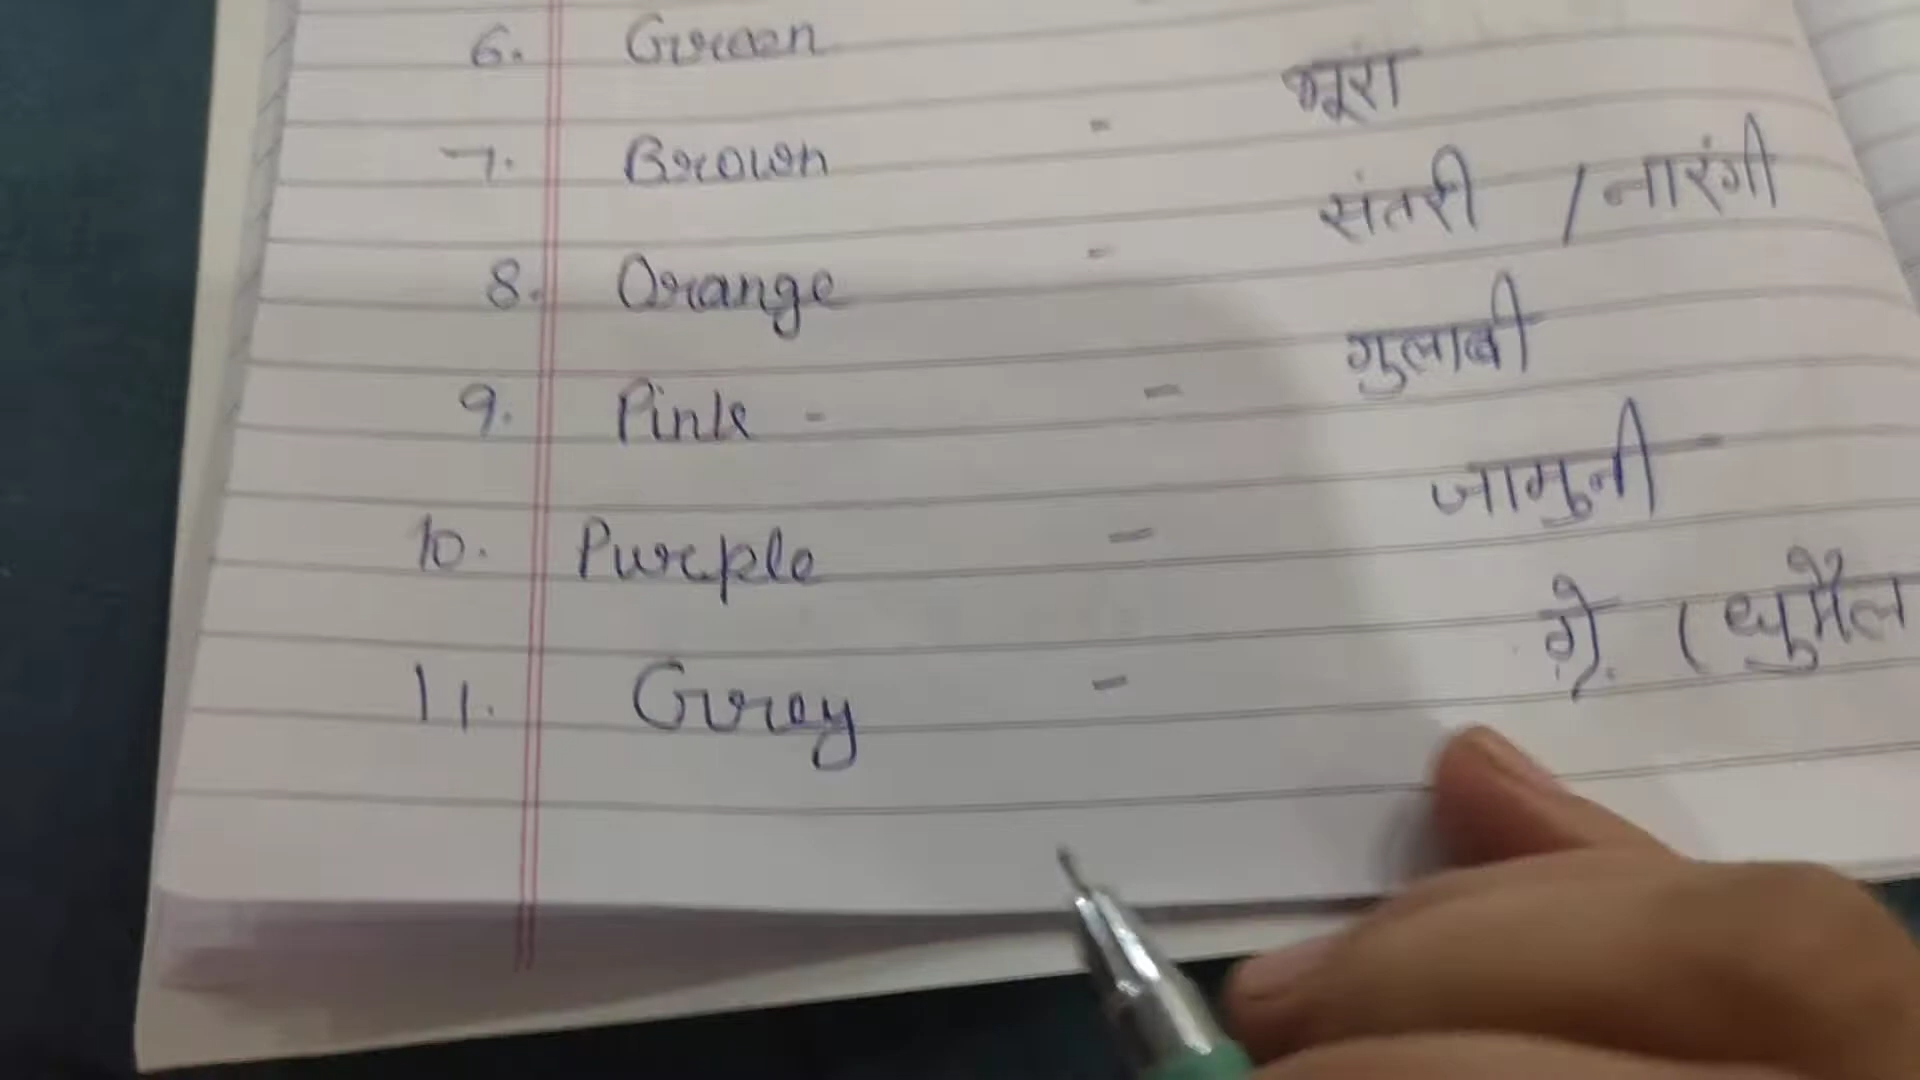 6. Green
7. Brown - भूरा
8. Orange - संतरी / नारंगी
9. Pink - - गुलाबी
10. Purple - जामुनी
11. Grey - ग्रे (धुमैल